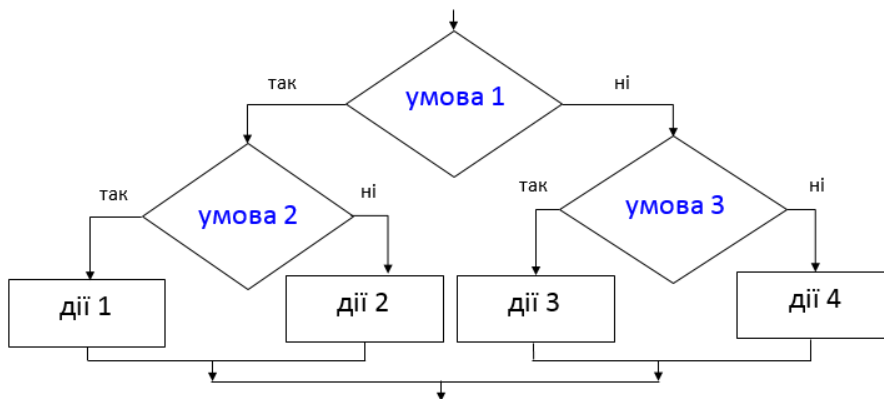 умова 1
так
ні
умова 2
умова 3
так
ні
так
ні
дії 1
дії 2
дії 3
дії 4